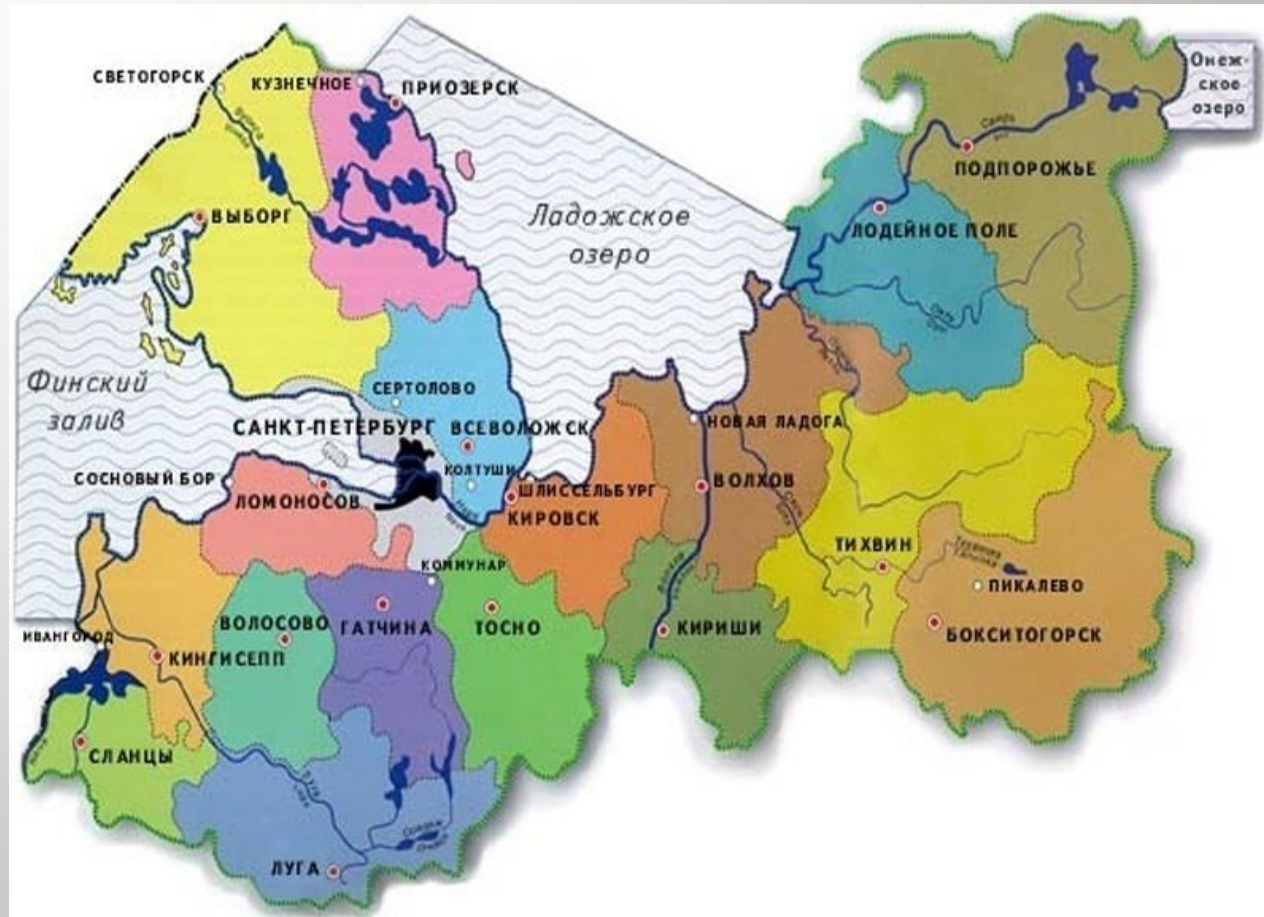 СВЕТОГОРСК
КУЗНЕЧНОЕ
ПРИОЗЕРСК
Онеж-
ское
озеро
Вуокса
Свирь
ПОДПОРОЖЬЕ
ВЫБОРГ
Ладожское
озеро
ЛОДЕЙНОЕ ПОЛЕ
Финский
залив
СЕРТОЛОВО
САНКТ-ПЕТЕРБУРГ
ВСЕВОЛОЖСК
НОВАЯ ЛАДОГА
КОЛТУШИ
СОСНОВЫЙ БОР
ЛОМОНОСОВ
ШЛИССЕЛЬБУРГ
КИРОВСК
ВОЛХОВ
ТИХВИН
ПИКАЛЕВО
КОММУНАР
ВОЛОСОВО
ГАТЧИНА
ТОСНО
КИРИШИ
БОКСИТОГОРСК
ИВАНГОРОД
КИНГИСЕПП
СЛАНЦЫ
ЛУГА